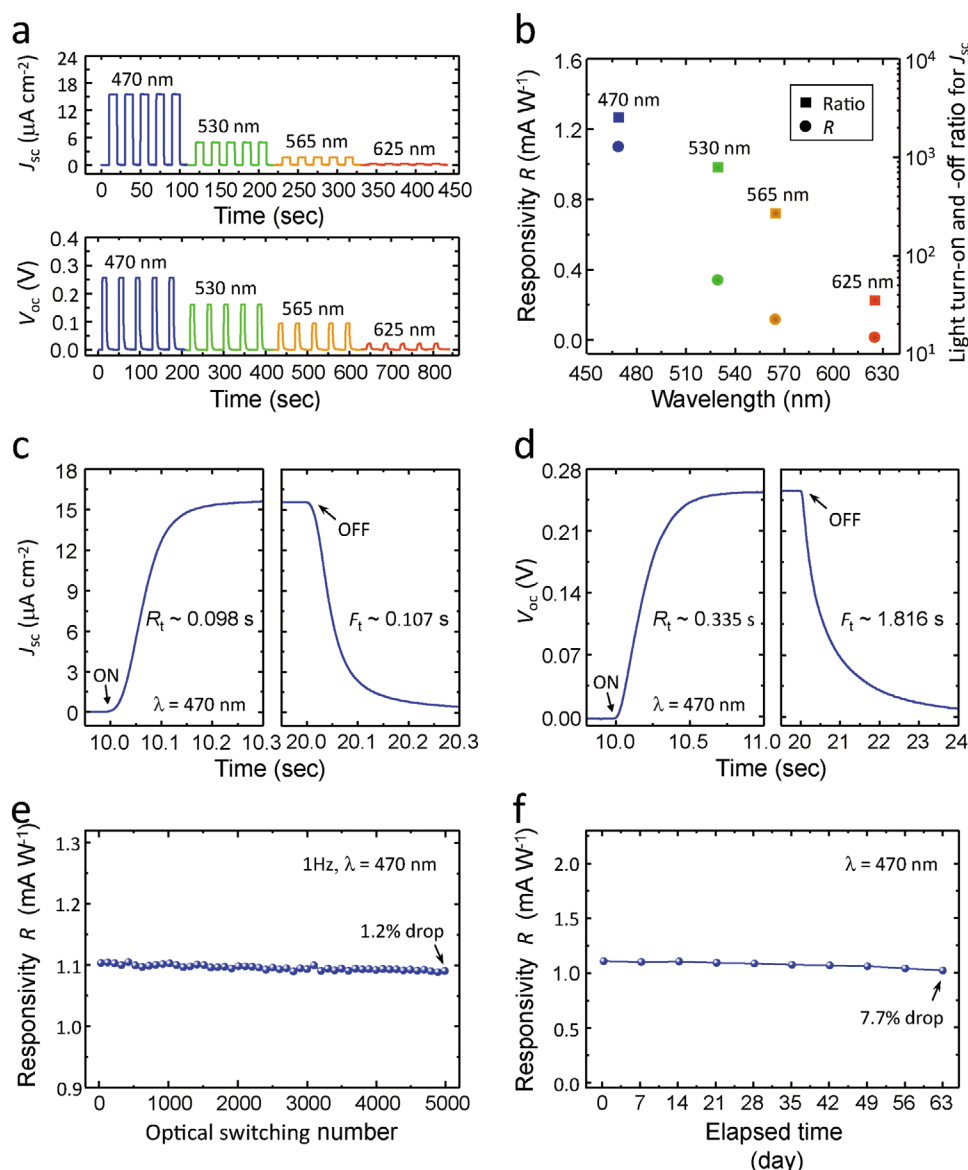 a
24
18
12
6
0
J_sc (μA cm⁻²)
470 nm
530 nm
565 nm
625 nm
0 50 100 150 200 250 300 350 400 450
Time (sec)
0.4
0.3
0.2
0.1
0.0
V_oc (V)
470 nm
530 nm
565 nm
625 nm
0 100 200 300 400 500 600 700 800
Time (sec)
b
1.6
1.2
0.8
0.4
0.0
Responsivity R (mA W⁻¹)
470 nm
530 nm
565 nm
625 nm
Ratio
R
10⁴
10³
10²
10¹
Light turn-on and -off ratio for J_sc
450 480 510 540 570 600 630
Wavelength (nm)
c
18
15
12
9
6
3
0
J_sc (μA cm⁻²)
OFF
R_t ~ 0.098 s
F_t ~ 0.107 s
ON
λ = 470 nm
10.0 10.1 10.2 10.3 20.0 20.1 20.2 20.3
Time (sec)
d
0.28
0.21
0.14
0.07
0.00
V_oc (V)
OFF
R_t ~ 0.335 s
F_t ~ 1.816 s
ON
λ = 470 nm
10.0 10.5 11.0 20 21 22 23 24
Time (sec)
e
1.3
1.2
1.1
1.0
0.9
Responsivity R (mA W⁻¹)
1Hz, λ = 470 nm
1.2% drop
0 1000 2000 3000 4000 5000
Optical switching number
f
2.0
1.5
1.0
0.5
0.0
Responsivity R (mA W⁻¹)
λ = 470 nm
7.7% drop
0 7 14 21 28 35 42 49 56 63
Elapsed time
(day)